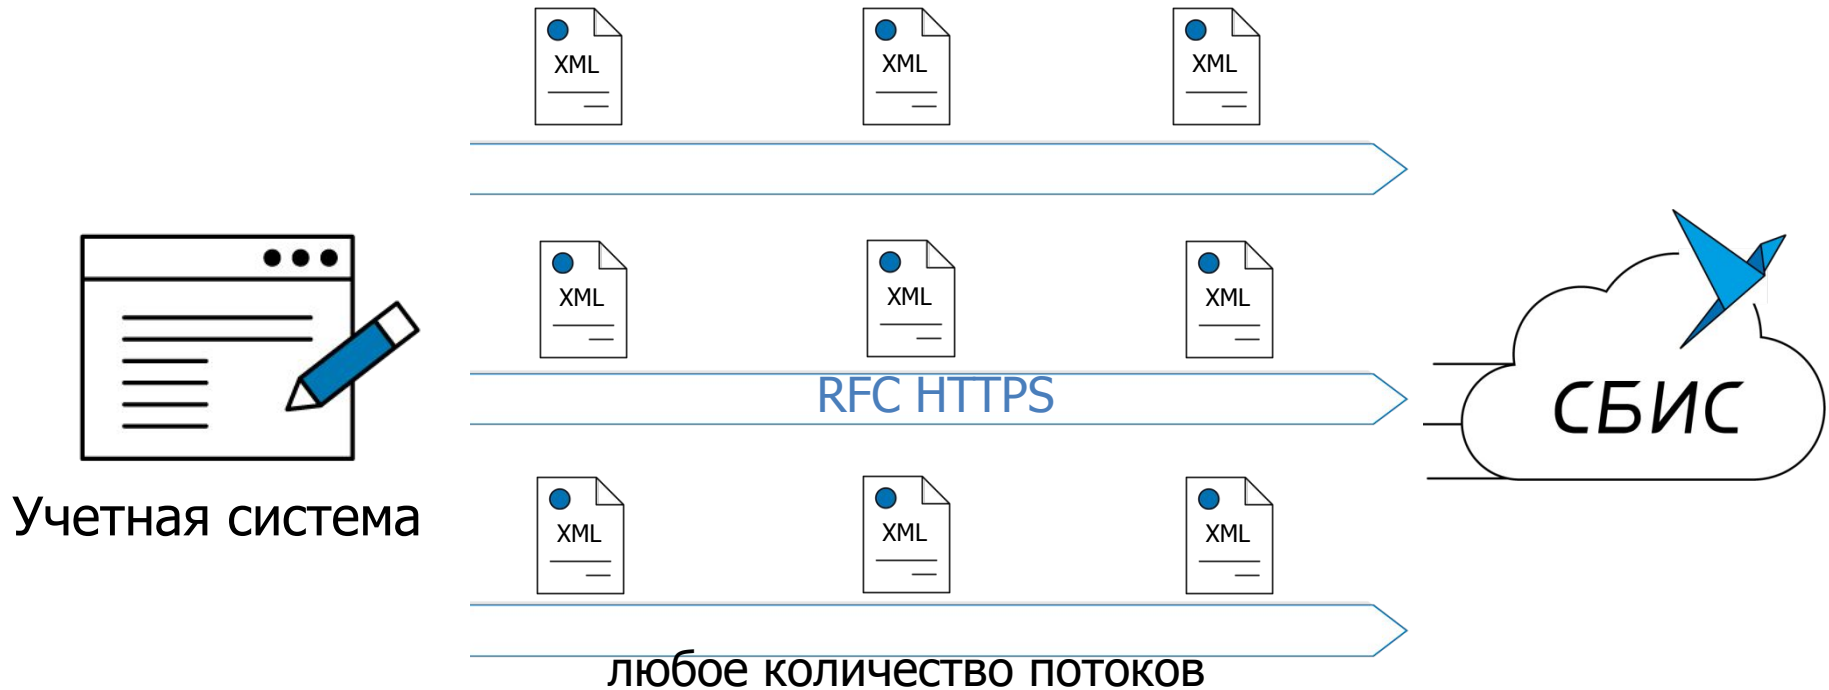 XML XML XML
XML XML XML
RFC HTTPS
СБИС
Учетная система
XML XML XML
любое количество потоков